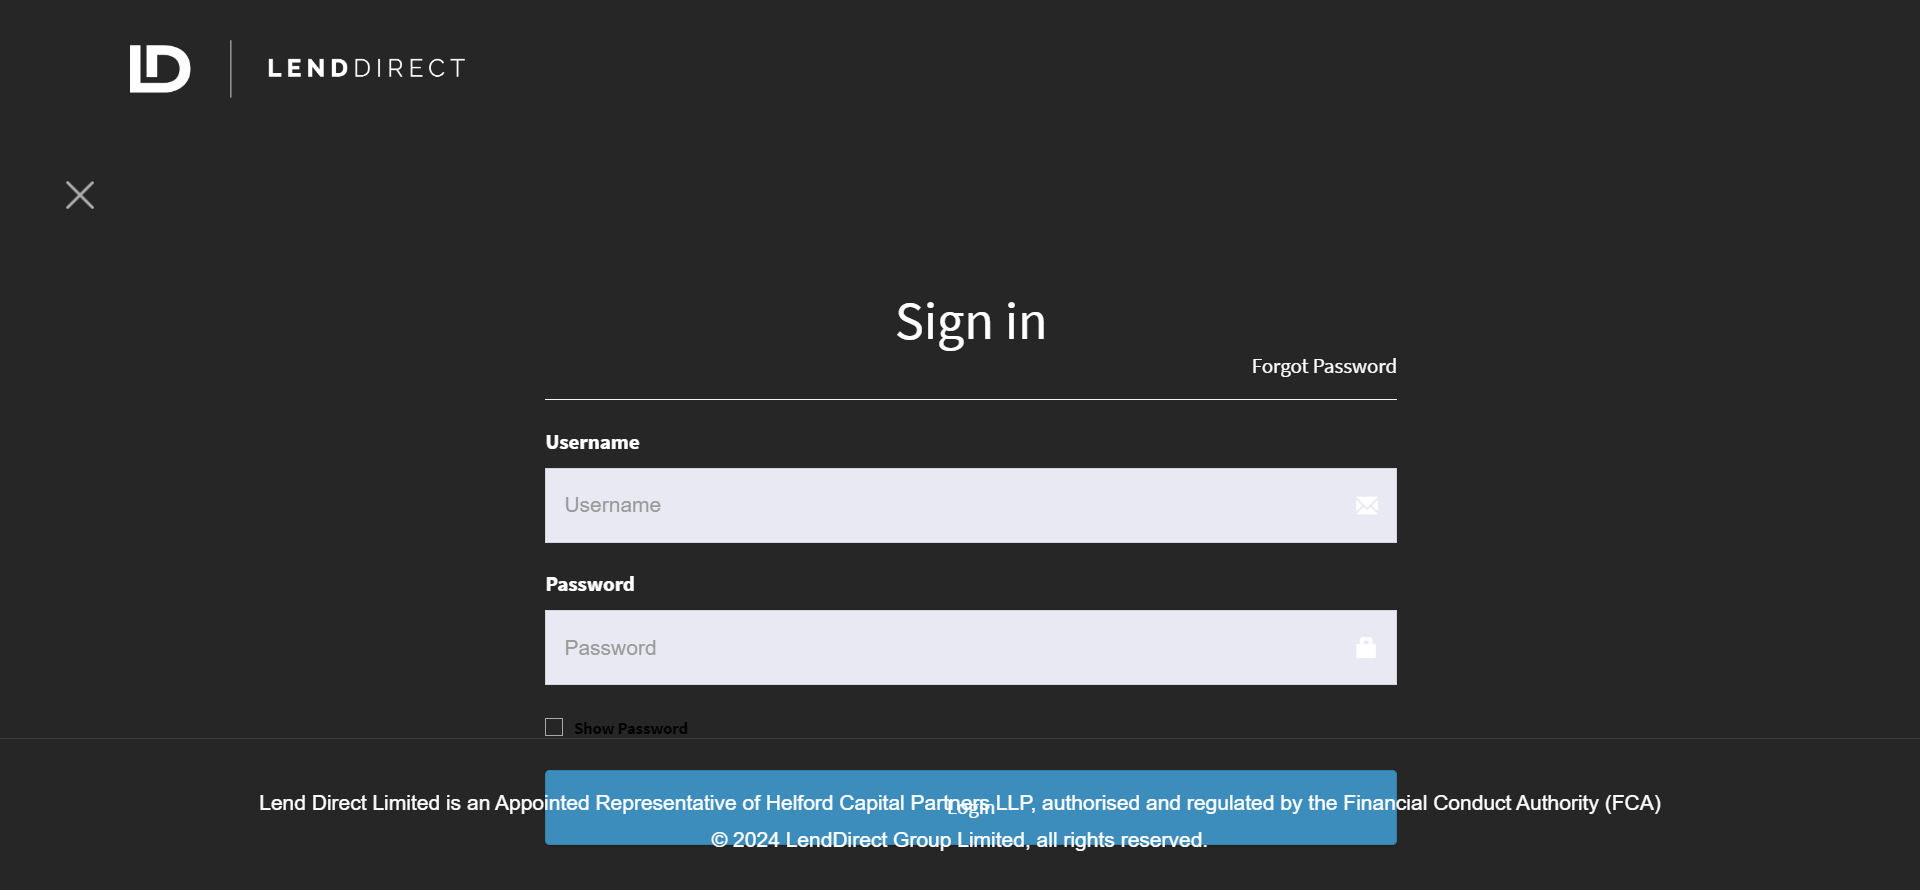 LD
LENDDIRECT
Sign in
Forgot Password
Username
Username
Password
Password
Show Password
Login
Lend Direct Limited is an Appointed Representative of Helford Capital Partners LLP, authorised and regulated by the Financial Conduct Authority (FCA)
© 2024 LendDirect Group Limited, all rights reserved.